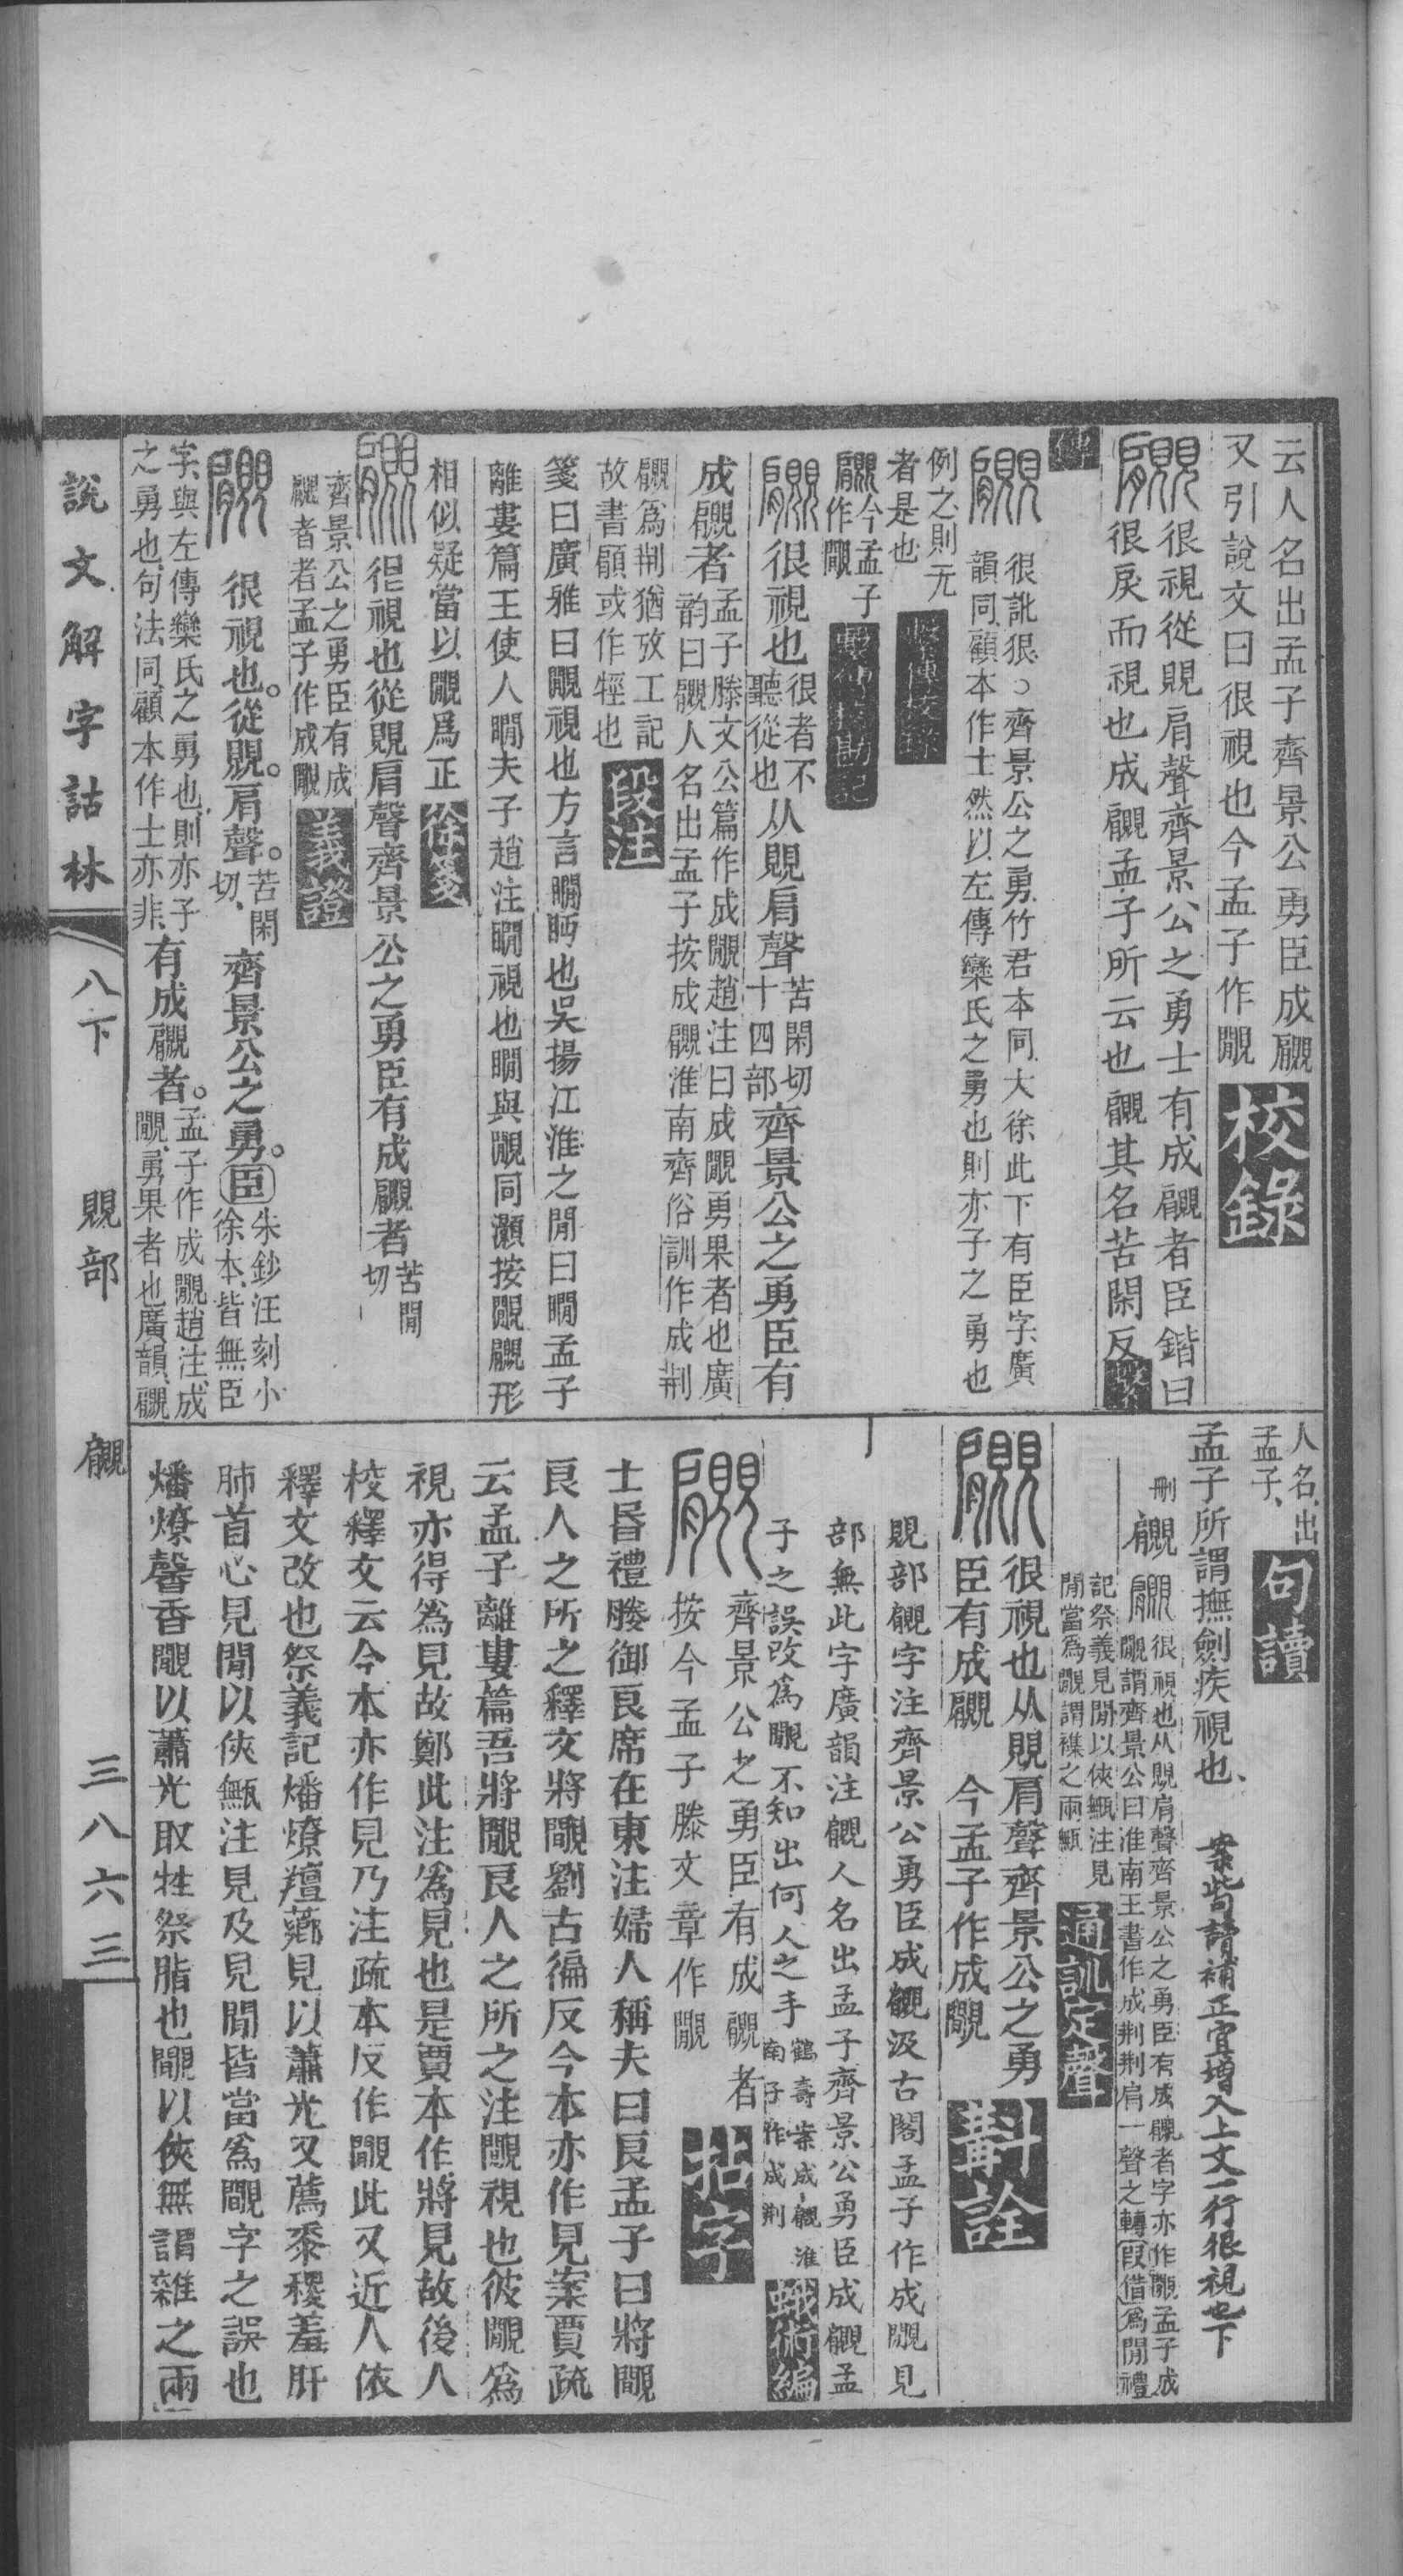 云人名出孟子齊景公勇臣成覵
又引說文曰很視也今孟子作覸 校錄
很視從覞肩聲齊景公之勇士有成覵者臣鍇曰
很戾而視也成覵孟子所云也覵其名苦閑反 繫
傳
很訛狠○齊景公之勇竹君本同大徐此下有臣字廣
韻同顧本作士然以左傳欒氏之勇也則亦子之勇也
例之則无
者是也 繫傳校錄
覵今孟子
作覸 繫傳校勘記
很視也很者不聽從也从覞肩聲苦閑切十四部齊景公之勇臣有
成覵者孟子滕文公篇作成覸趙注曰成覸勇果者也廣
韵曰覵人名出孟子按成覵淮南齊俗訓作成荆
覵爲荆猶攷工記
故書顅或作牼也 段注
箋曰廣雅曰覸視也方言瞷眄也吳揚江淮之閒曰瞷孟子
離婁篇王使人瞷夫子趙注瞷視也瞷與覸同灝按覸覵形
相似疑當以覸爲正 徐箋
很視也從覞肩聲齊景公之勇臣有成覵者苦閒切
齊景公之勇臣有成
覵者者孟子作成覸 義證
很視也。從覞。肩聲。苦閑切、齊景公之勇。臣朱鈔汪刻小徐本、皆無臣
字與左傳欒氏之勇也、則亦子
之勇也、句法同、顧本作士亦非、有成覵者。孟子作成覸趙注、成
覸、勇果者也廣韻、覵
人名、出
孟子、 句讀
孟子所謂撫劍疾視也、 案此句讀補正宜增入上文一行很視也下
刪
覵 很視也从覞肩聲齊景公之勇臣有成覵者字亦作覸孟子成
覸謂齊景公曰淮南王書作成荆荆肩一聲之轉假借爲閒禮
記祭義見閒以俠甒注見
閒當爲覸謂襍之兩甒 通訓定聲
很視也从覞肩聲齊景公之勇
臣有成覵 今孟子作成覸 斠詮
覞部覵字注齊景公勇臣成覵汲古閣孟子作成覸見
部無此字廣韻注覵人名出孟子齊景公勇臣成覵孟
子之誤改爲覸不知出何人之手鶴壽案成覵淮
南子作成荆 蛾術編
齊景公之勇臣有成覵者
按今孟子滕文章作覸 拈字
士昏禮媵御良席在東注婦人稱夫曰良孟子曰將覸
良人之所之釋文將覸劉古徧反今本亦作見案賈疏
云孟子離婁篇吾將覸良人之所之注覸視也彼覸爲
視亦得爲見故鄭此注爲見也是賈本作將見故後人
校釋文云今本亦作見乃注疏本反作覸此又近人依
釋文改也祭義記燔燎羶薌見以蕭光又薦黍稷羞肝
肺首心見閒以俠甒注見及見閒皆當爲覸字之誤也
燔燎馨香覸以蕭光取牲祭脂也覸以俠甒謂雜之兩
說文解字詁林
八下
覞部
覵
三八六三